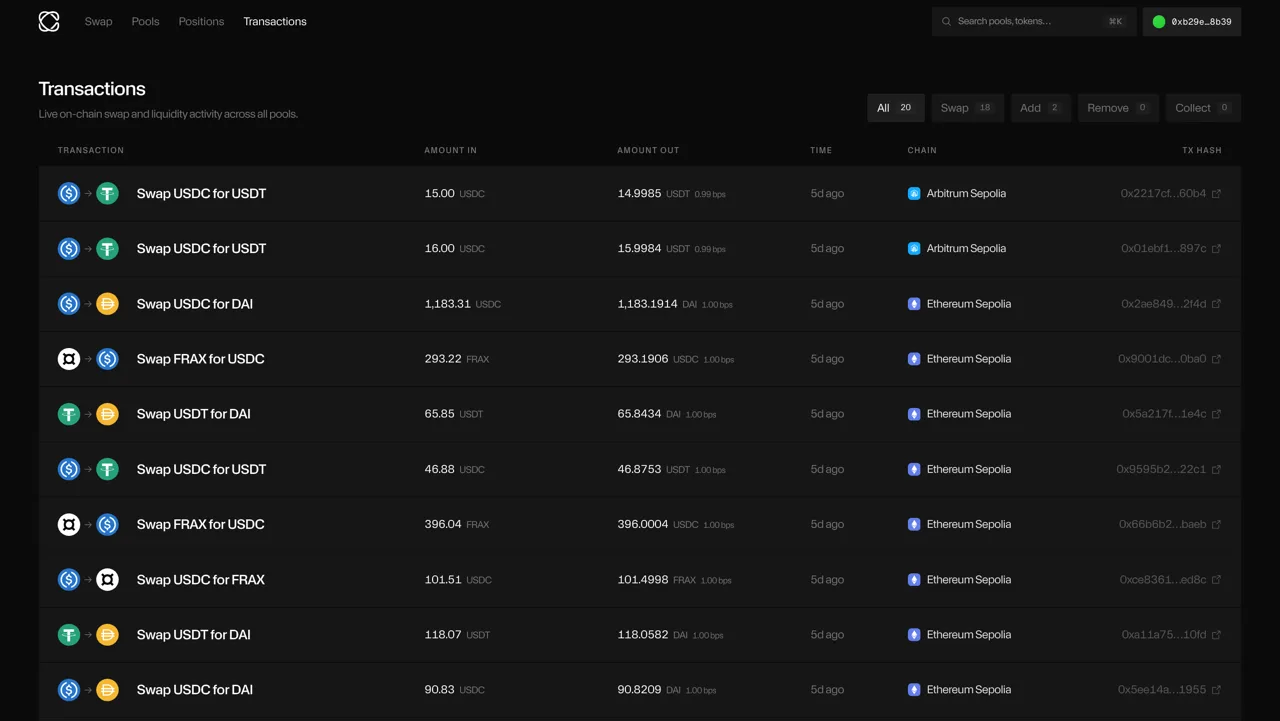 Swap Pools Positions Transactions Search pools, tokens... ⌘K 0xb29e…8b39
Transactions
Live on-chain swap and liquidity activity across all pools.
All 20 Swap 18 Add 2 Remove 0 Collect 0
TRANSACTION AMOUNT IN AMOUNT OUT TIME CHAIN TX HASH
Swap USDC for USDT 15.00 USDC 14.9985 USDT 0.99 bps 5d ago Arbitrum Sepolia 0x2217cf...60b4
Swap USDC for USDT 16.00 USDC 15.9984 USDT 0.99 bps 5d ago Arbitrum Sepolia 0x01ebf1...897c
Swap USDC for DAI 1,183.31 USDC 1,183.1914 DAI 1.00 bps 5d ago Ethereum Sepolia 0x2ae849...2f4d
Swap FRAX for USDC 293.22 FRAX 293.1906 USDC 1.00 bps 5d ago Ethereum Sepolia 0x9001dc...0ba0
Swap USDT for DAI 65.85 USDT 65.8434 DAI 1.00 bps 5d ago Ethereum Sepolia 0x5a217f...1e4c
Swap USDC for USDT 46.88 USDC 46.8753 USDT 1.00 bps 5d ago Ethereum Sepolia 0x9595b2...22c1
Swap FRAX for USDC 396.04 FRAX 396.0004 USDC 1.00 bps 5d ago Ethereum Sepolia 0x66b6b2...baeb
Swap USDC for FRAX 101.51 USDC 101.4998 FRAX 1.00 bps 5d ago Ethereum Sepolia 0xce8361...ed8c
Swap USDT for DAI 118.07 USDT 118.0582 DAI 1.00 bps 5d ago Ethereum Sepolia 0xa11a75...10fd
Swap USDC for DAI 90.83 USDC 90.8209 DAI 1.00 bps 5d ago Ethereum Sepolia 0x5ee14a...1955